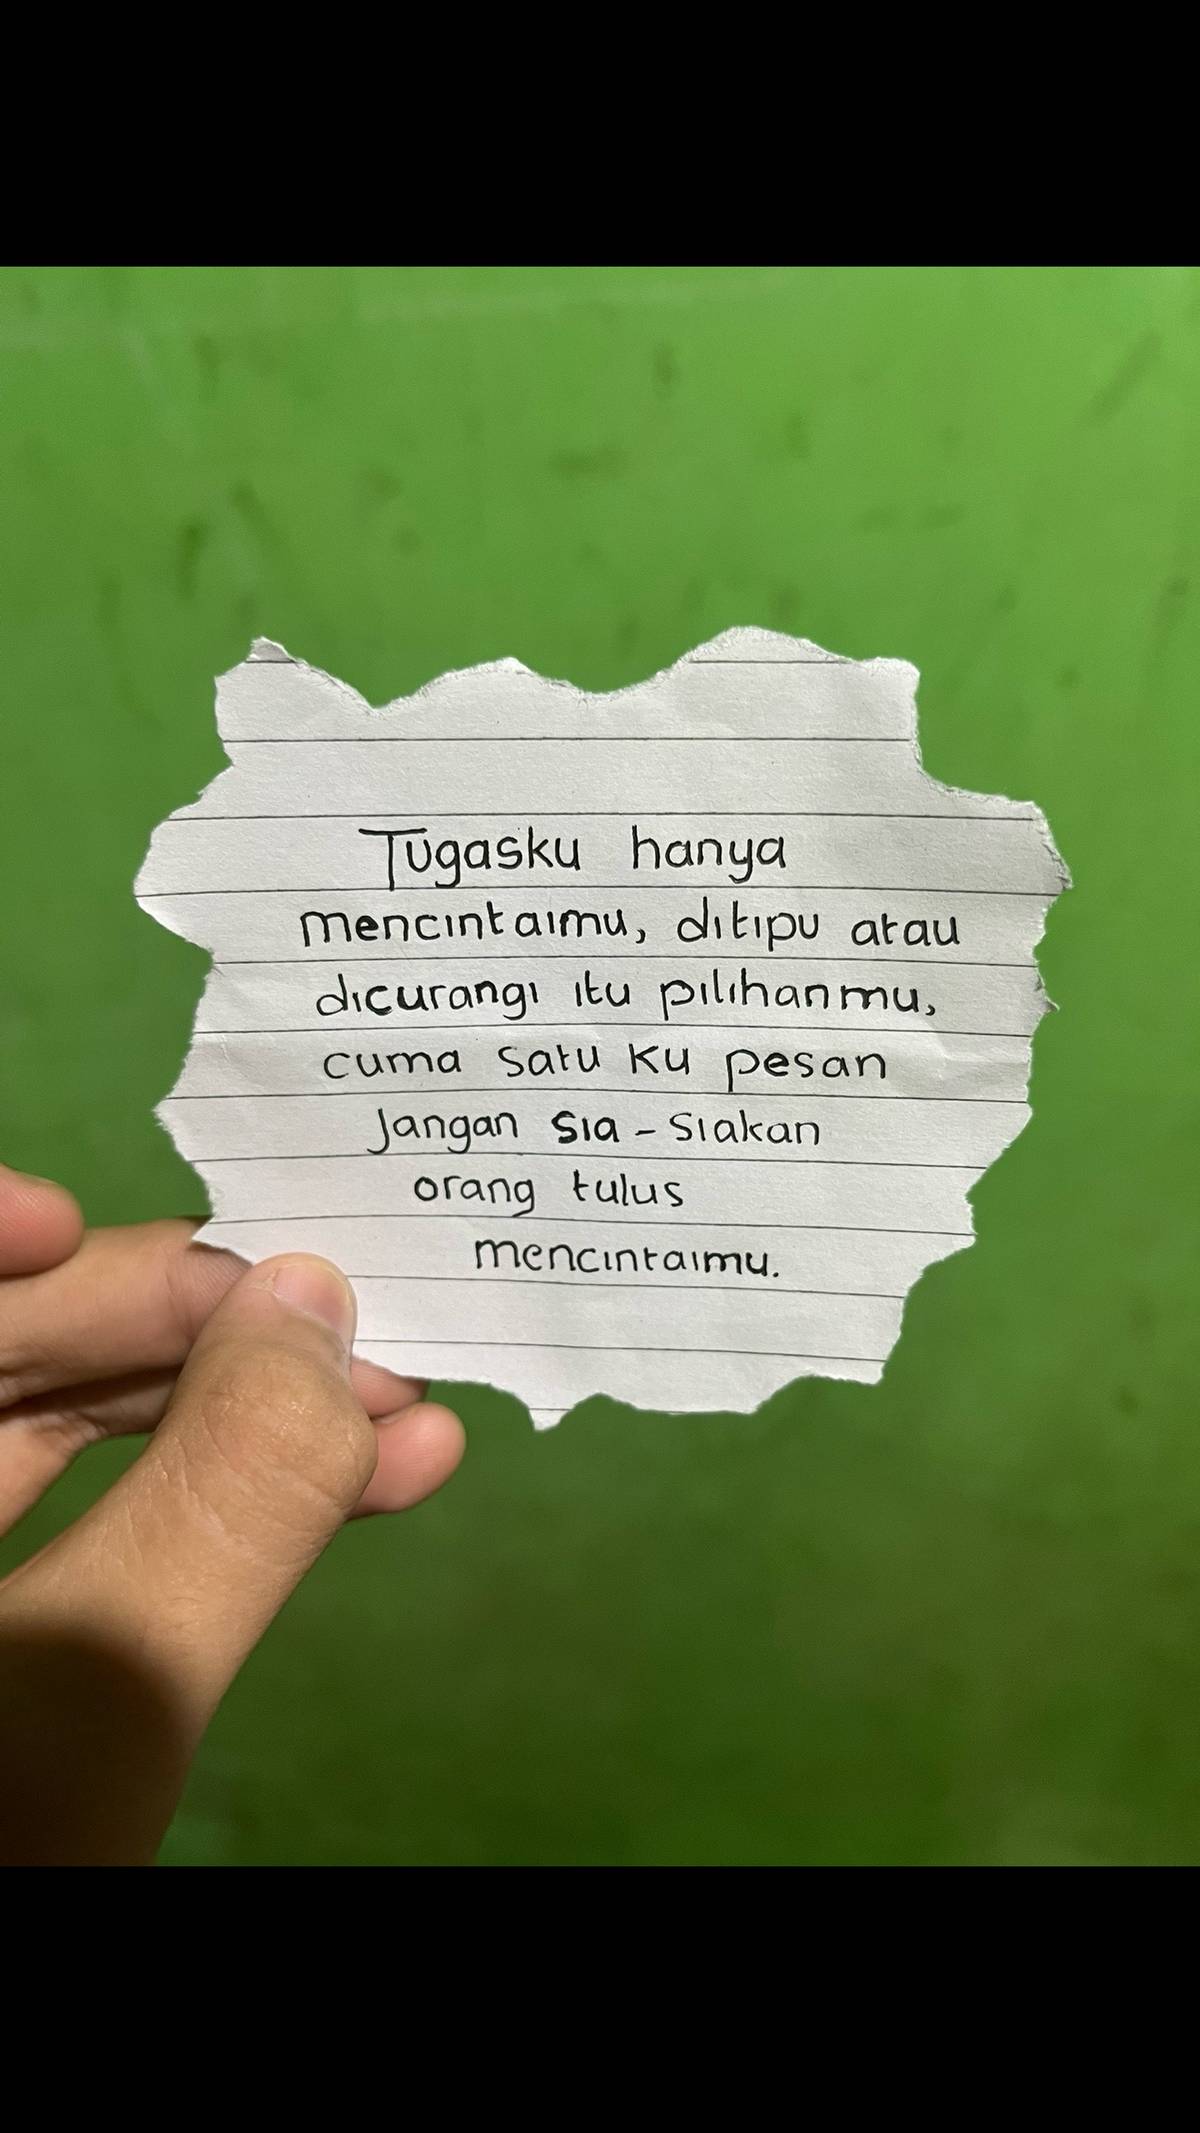 Tugasku hanya
mencintaimu, ditipu atau
dicurangi itu pilihanmu,
cuma satu ku pesan
Jangan sia-siakan
orang tulus
mencintaimu.